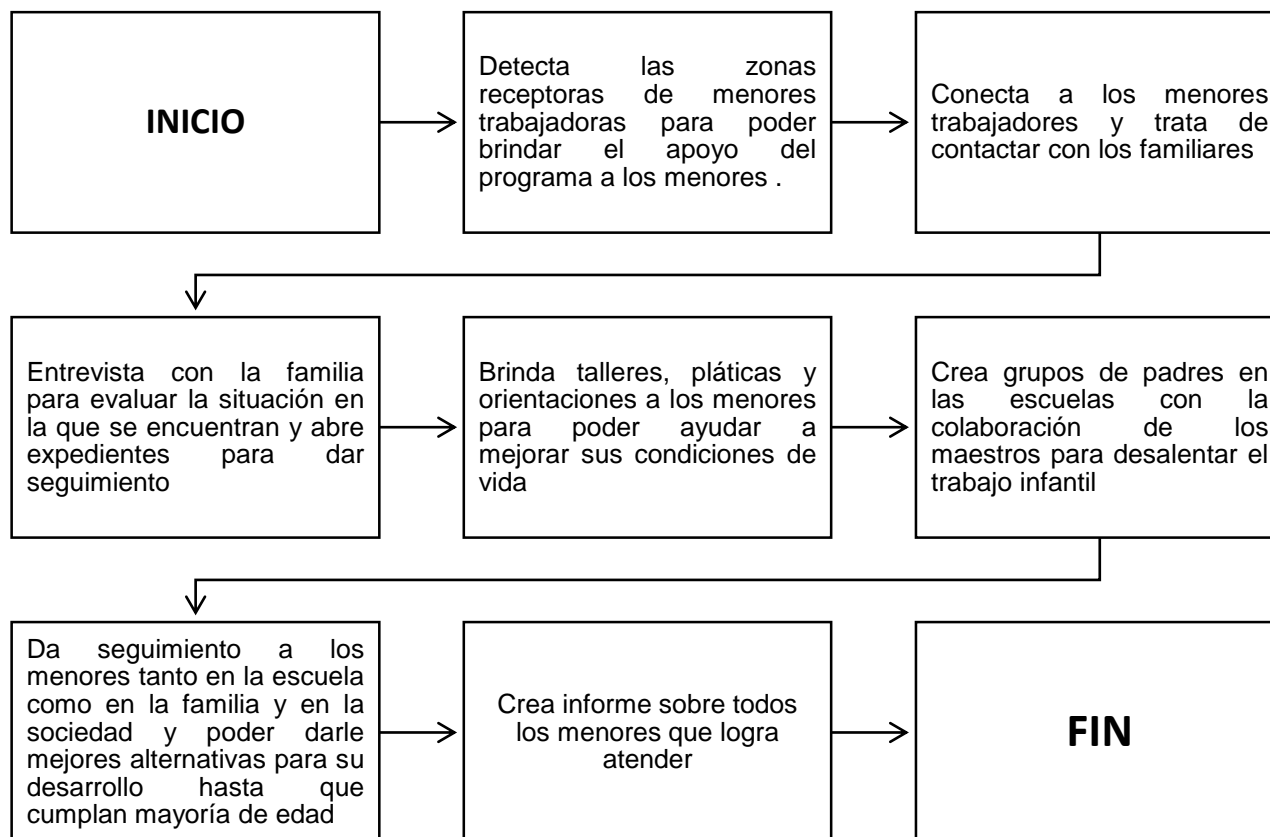 INICIO
Detecta las zonas
receptoras de menores
trabajadoras para poder
brindar el apoyo del
programa a los menores .
Conecta a los menores
trabajadores y trata de
contactar con los familiares
Entrevista con la familia
para evaluar la situación en
la que se encuentran y abre
expedientes para dar
seguimiento
Brinda talleres, pláticas y
orientaciones a los menores
para poder ayudar a
mejorar sus condiciones de
vida
Crea grupos de padres en
las escuelas con la
colaboración de los
maestros para desalentar el
trabajo infantil
Da seguimiento a los
menores tanto en la escuela
como en la familia y en la
sociedad y poder darle
mejores alternativas para su
desarrollo hasta que
cumplan mayoría de edad
Crea informe sobre todos
los menores que logra
atender
FIN